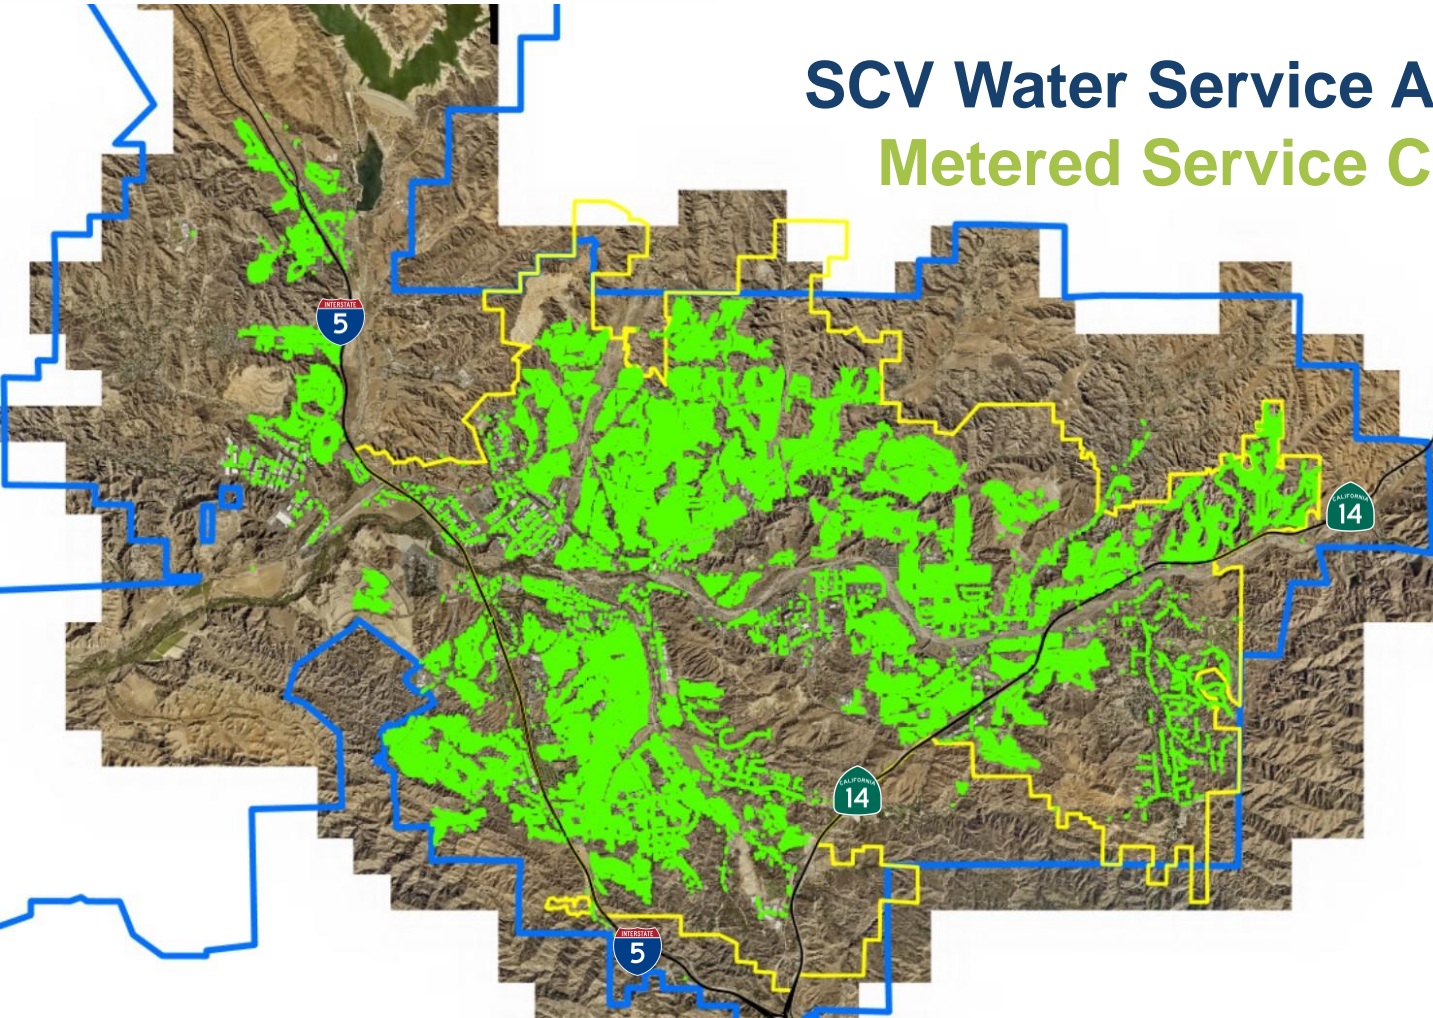 SCV Water Service A
Metered Service C
INTERSTATE
5
CALIFORNIA
14
CALIFORNIA
14
INTERSTATE
5